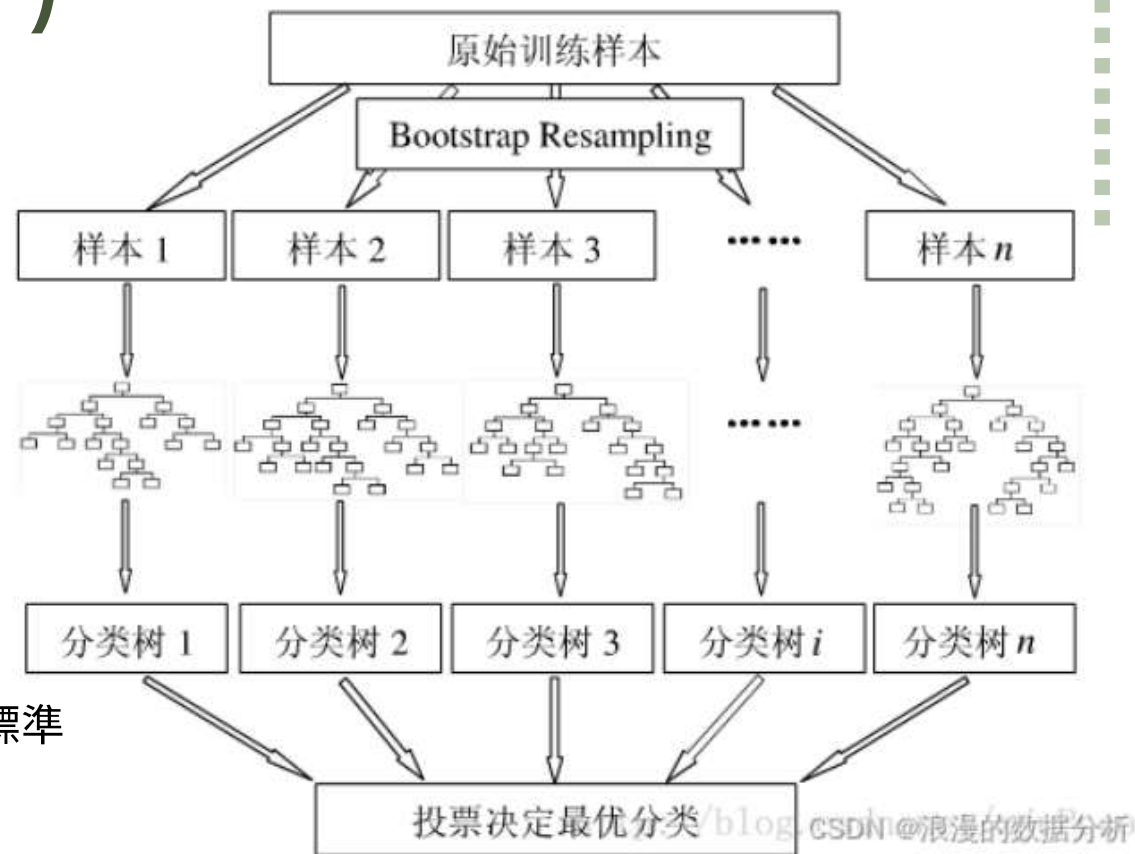 )
原始训练样本
Bootstrap Resampling
样本 1
样本 2
样本 3
……
样本 n
……
分类树 1
分类树 2
分类树 3
分类树 i
分类树 n
標準
投票决定最优分类
/blog.
CSDN @浪漫的数据分析